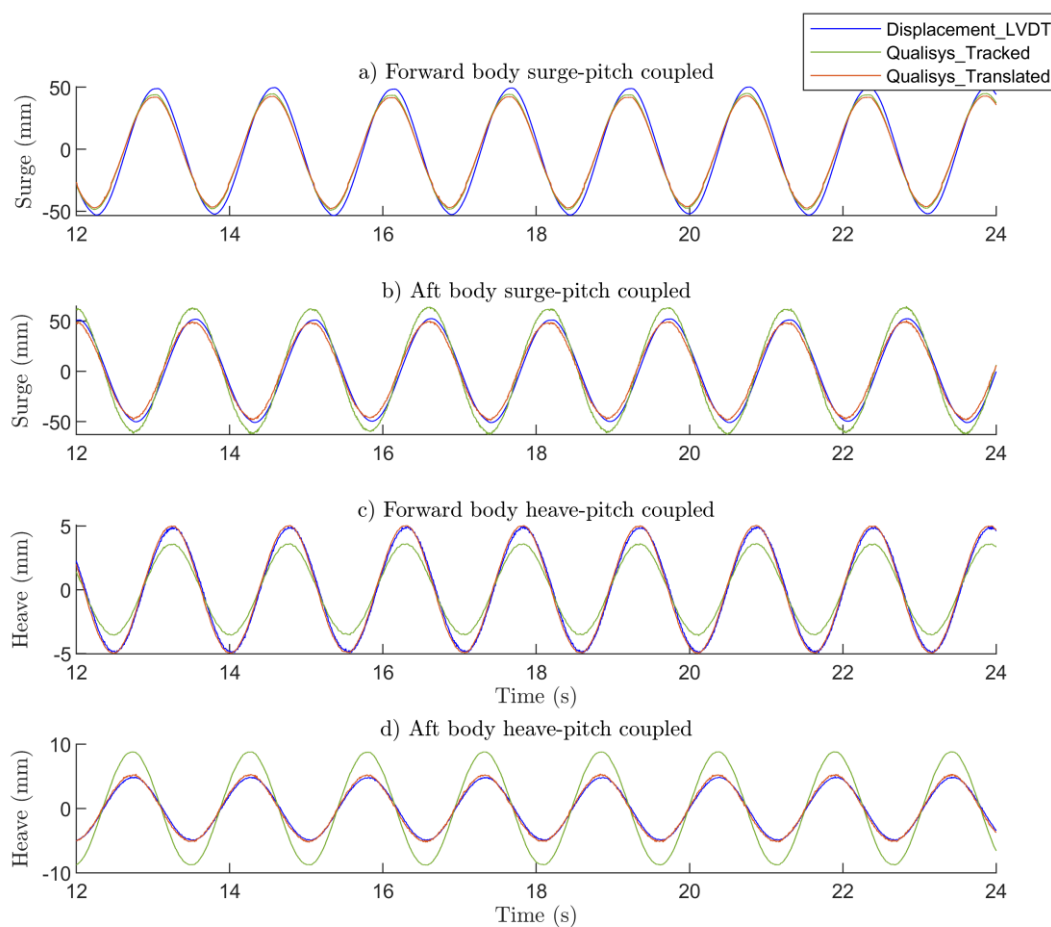 Displacement_LVDT
Qualisys_Tracked
Qualisys_Translated
a) Forward body surge-pitch coupled
Surge (mm)
50
0
-50
12 14 16 18 20 22 24
b) Aft body surge-pitch coupled
Surge (mm)
50
0
-50
12 14 16 18 20 22 24
c) Forward body heave-pitch coupled
Heave (mm)
5
0
-5
12 14 16 18 20 22 24
Time (s)
d) Aft body heave-pitch coupled
Heave (mm)
10
0
-10
12 14 16 18 20 22 24
Time (s)